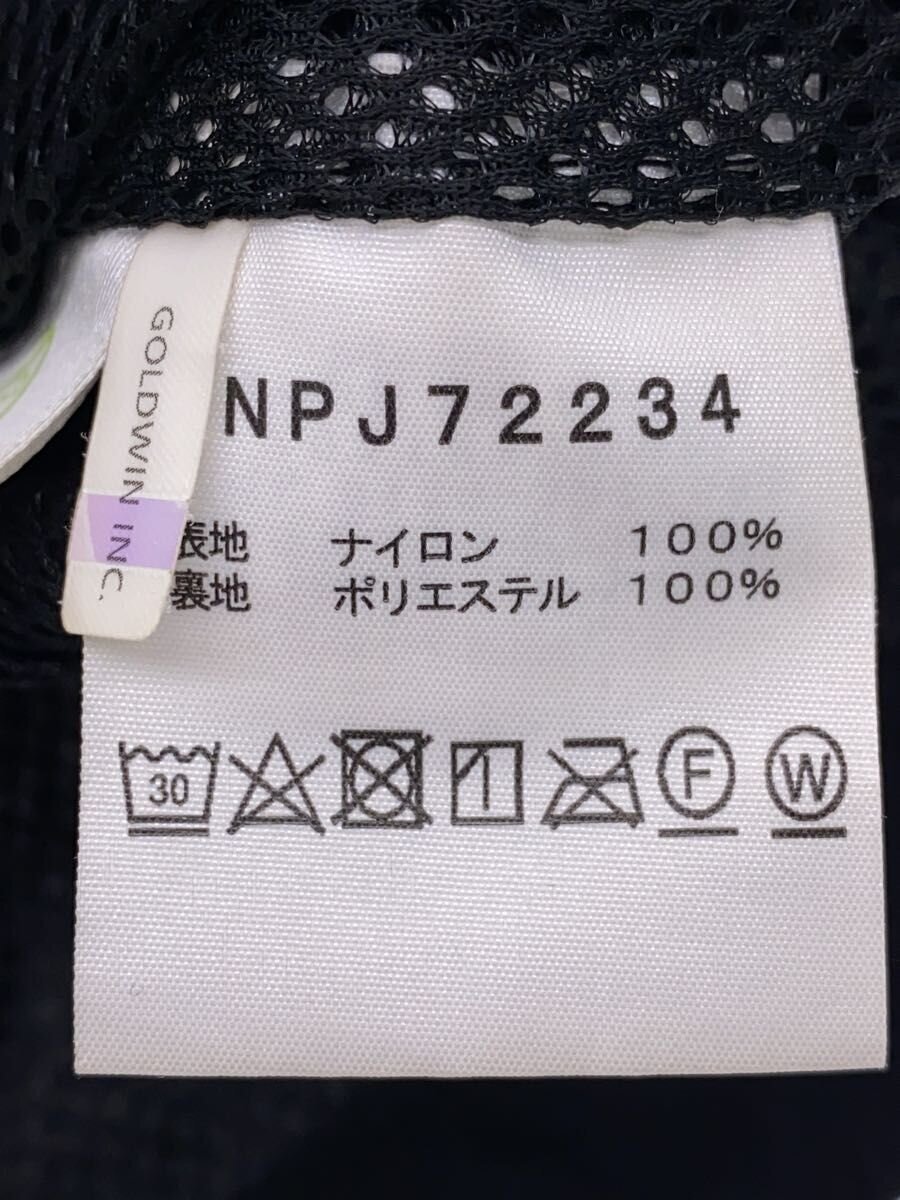 GOLDWIN INC.
NPJ72234
表地 ナイロン 100%
裏地 ポリエステル 100%
30
F
W